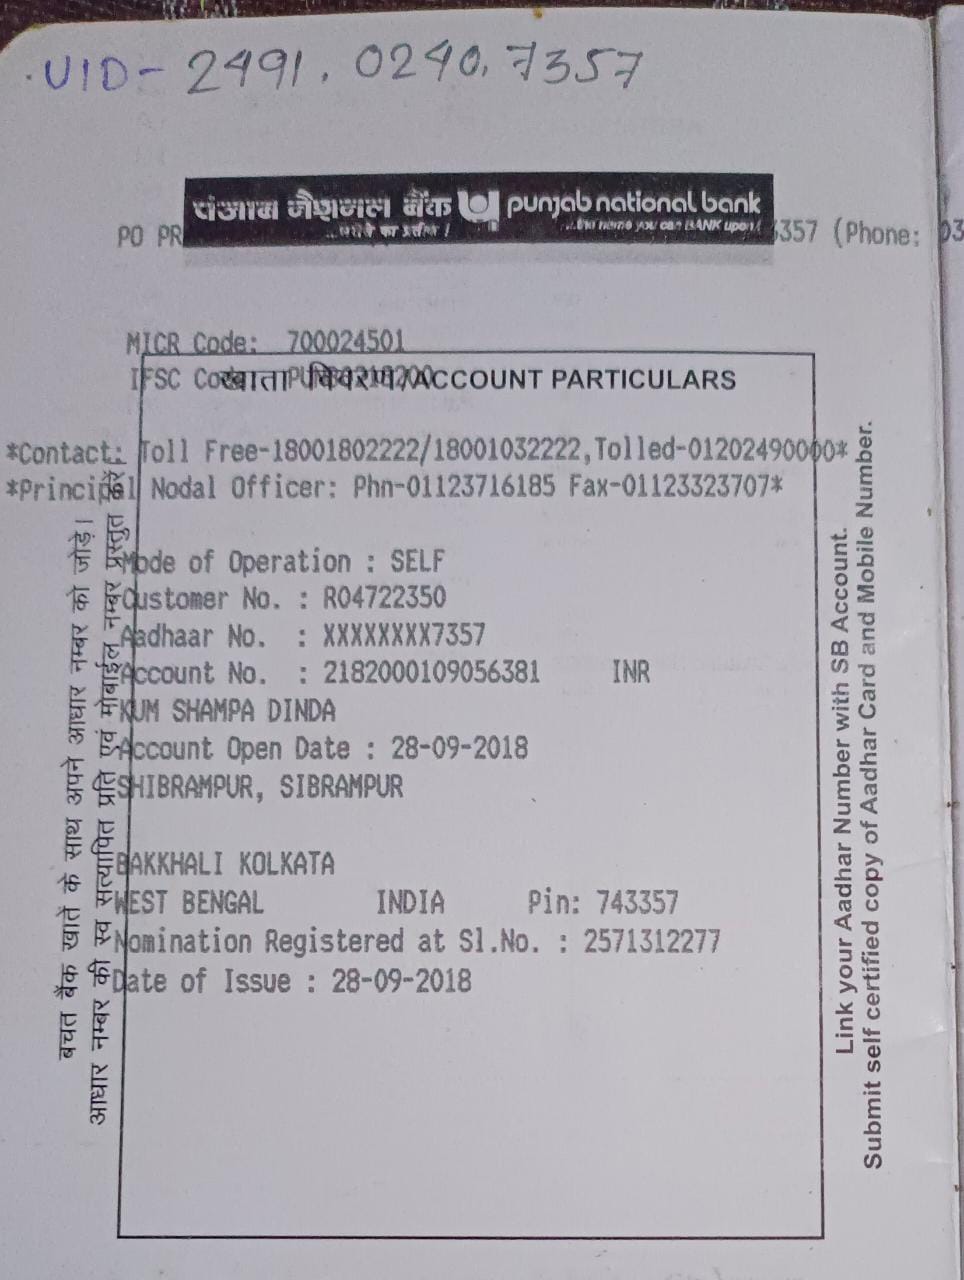 UID- 2491. 0240. 7357
पंजाब नैशनल बैंक punjab national bank
...भरोसे का प्रतीक ! ...the name you can BANK upon!
PO PR 357 (Phone: 03
MICR Code: 700024501
IFSC Code
खाता विवरण/ACCOUNT PARTICULARS
*Contact: Toll Free-18001802222/18001032222,Tolled-01202490000*
*Principal Nodal Officer: Phn-01123716185 Fax-01123323707*
Mode of Operation : SELF
Customer No. : R04722350
Aadhaar No. : XXXXXXXX7357
Account No. : 2182000109056381 INR
KUM SHAMPA DINDA
Account Open Date : 28-09-2018
SHIBRAMPUR, SIBRAMPUR
BAKKHALI KOLKATA
WEST BENGAL INDIA Pin: 743357
Nomination Registered at Sl.No. : 2571312277
Date of Issue : 28-09-2018
बचत बैंक खाते के साथ अपने आधार नम्बर को जोड़ें।
आधार नम्बर की स्व सत्यापित प्रति एवं मोबाईल नम्बर प्रस्तुत करें
Link your Aadhar Number with SB Account.
Submit self certified copy of Aadhar Card and Mobile Number.